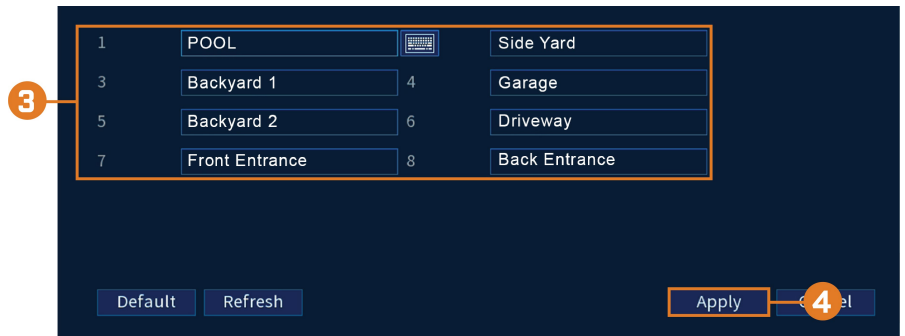 1 POOL Side Yard
3 Backyard 1 4 Garage
3
5 Backyard 2 6 Driveway
7 Front Entrance 8 Back Entrance
Default Refresh Apply 4